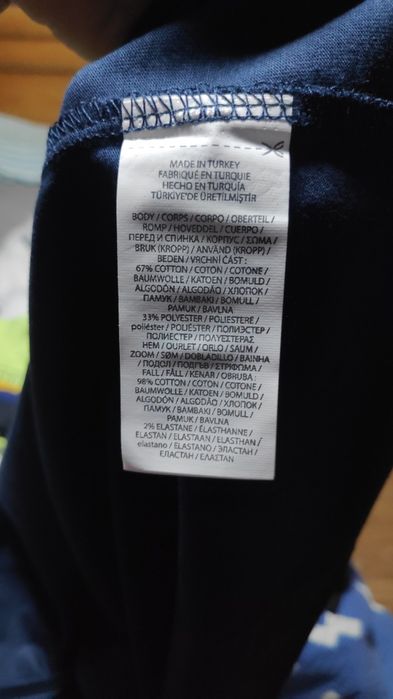 MADE IN TURKEY
FABRIQUÉ EN TURQUIE
HECHO EN TURQUÍA
TÜRKİYE'DE ÜRETİLMİŞTİR
BODY / CORPS / CORPO / OBERTEIL /
ROMP / HOVEDDEL / CUERPO /
ПЕРЕД И СПИНКА / KOPΠYC / ΣΩMA /
BRUK (KROPP) / ANVÄND (KROPP) /
BEDEN / VRCHNI ČÁST :
67% COTTON / COTON / COTONE /
BAUMWOLLE / KATOEN / BOMULD /
ALGODÓN / ALGODÃO / ХЛОПОК /
ПАМУК / BAMBAKI / BOMULL /
PAMUK / BAVLNA
33% POLYESTER / POLIESTERE /
poliéster / POLIÉSTER / ПОЛИЭСТЕР /
ПОЛИЕСТЕР / ΠΟΛΥΕΣΤΕΡΑΣ
HEM / OURLET / ORLO / SAUM /
ZOOM / SØM / DOBLADILLO / BAINHA
/ ПОДОЛ / ПОДГЪВ / ΣΤΡΙΦΩΜΑ /
FALL / FÅLL / KENAR / OBRUBA
98% COTTON / COTON / COTONE /
BAUMWOLLE / KATOEN / BOMULD /
ALGODÓN / ALGODÃO / ХЛОПОК /
ПАМУК / BAMBAKI / BOMULL /
PAMUK / BAVLNA
2% ELASTANE / ÉLASTHANNE /
ELASTAN / ELASTAAN / ELASTHAN /
elastano / ELASTANO / ЭЛАСТАН /
ЕЛАСТАН / ΕΛΑΣΤΑΝ